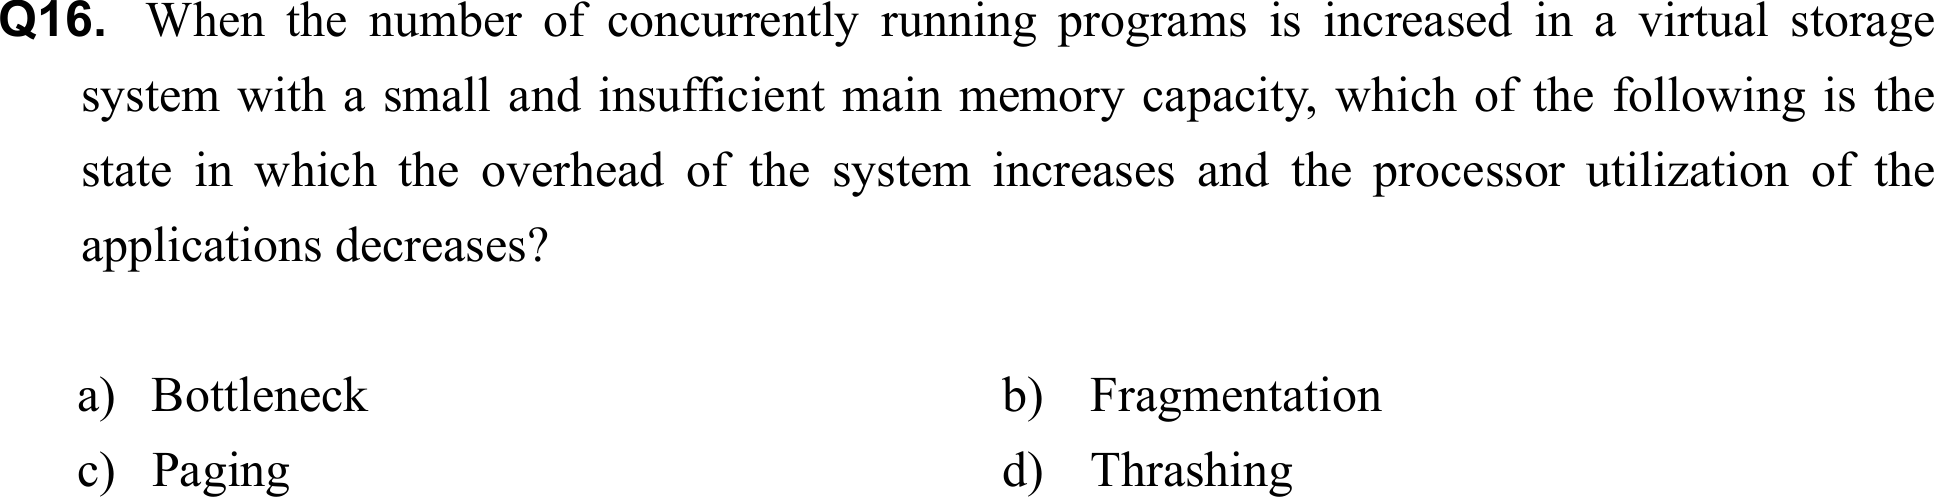 Q16. When the number of concurrently running programs is increased in a virtual storage
system with a small and insufficient main memory capacity, which of the following is the
state in which the overhead of the system increases and the processor utilization of the
applications decreases?
a) Bottleneck b) Fragmentation
c) Paging d) Thrashing